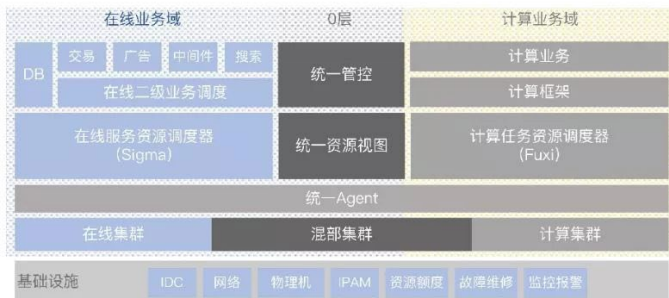 在线业务域
0层
计算业务域
DB
交易
广告
中间件
搜索
在线二级业务调度
统一管控
计算业务
计算框架
在线服务资源调度器
(Sigma)
统一资源视图
计算任务资源调度器
(Fuxi)
统一Agent
在线集群
混部集群
计算集群
基础设施
IDC
网络
物理机
IPAM
资源额度
故障维修
监控报警